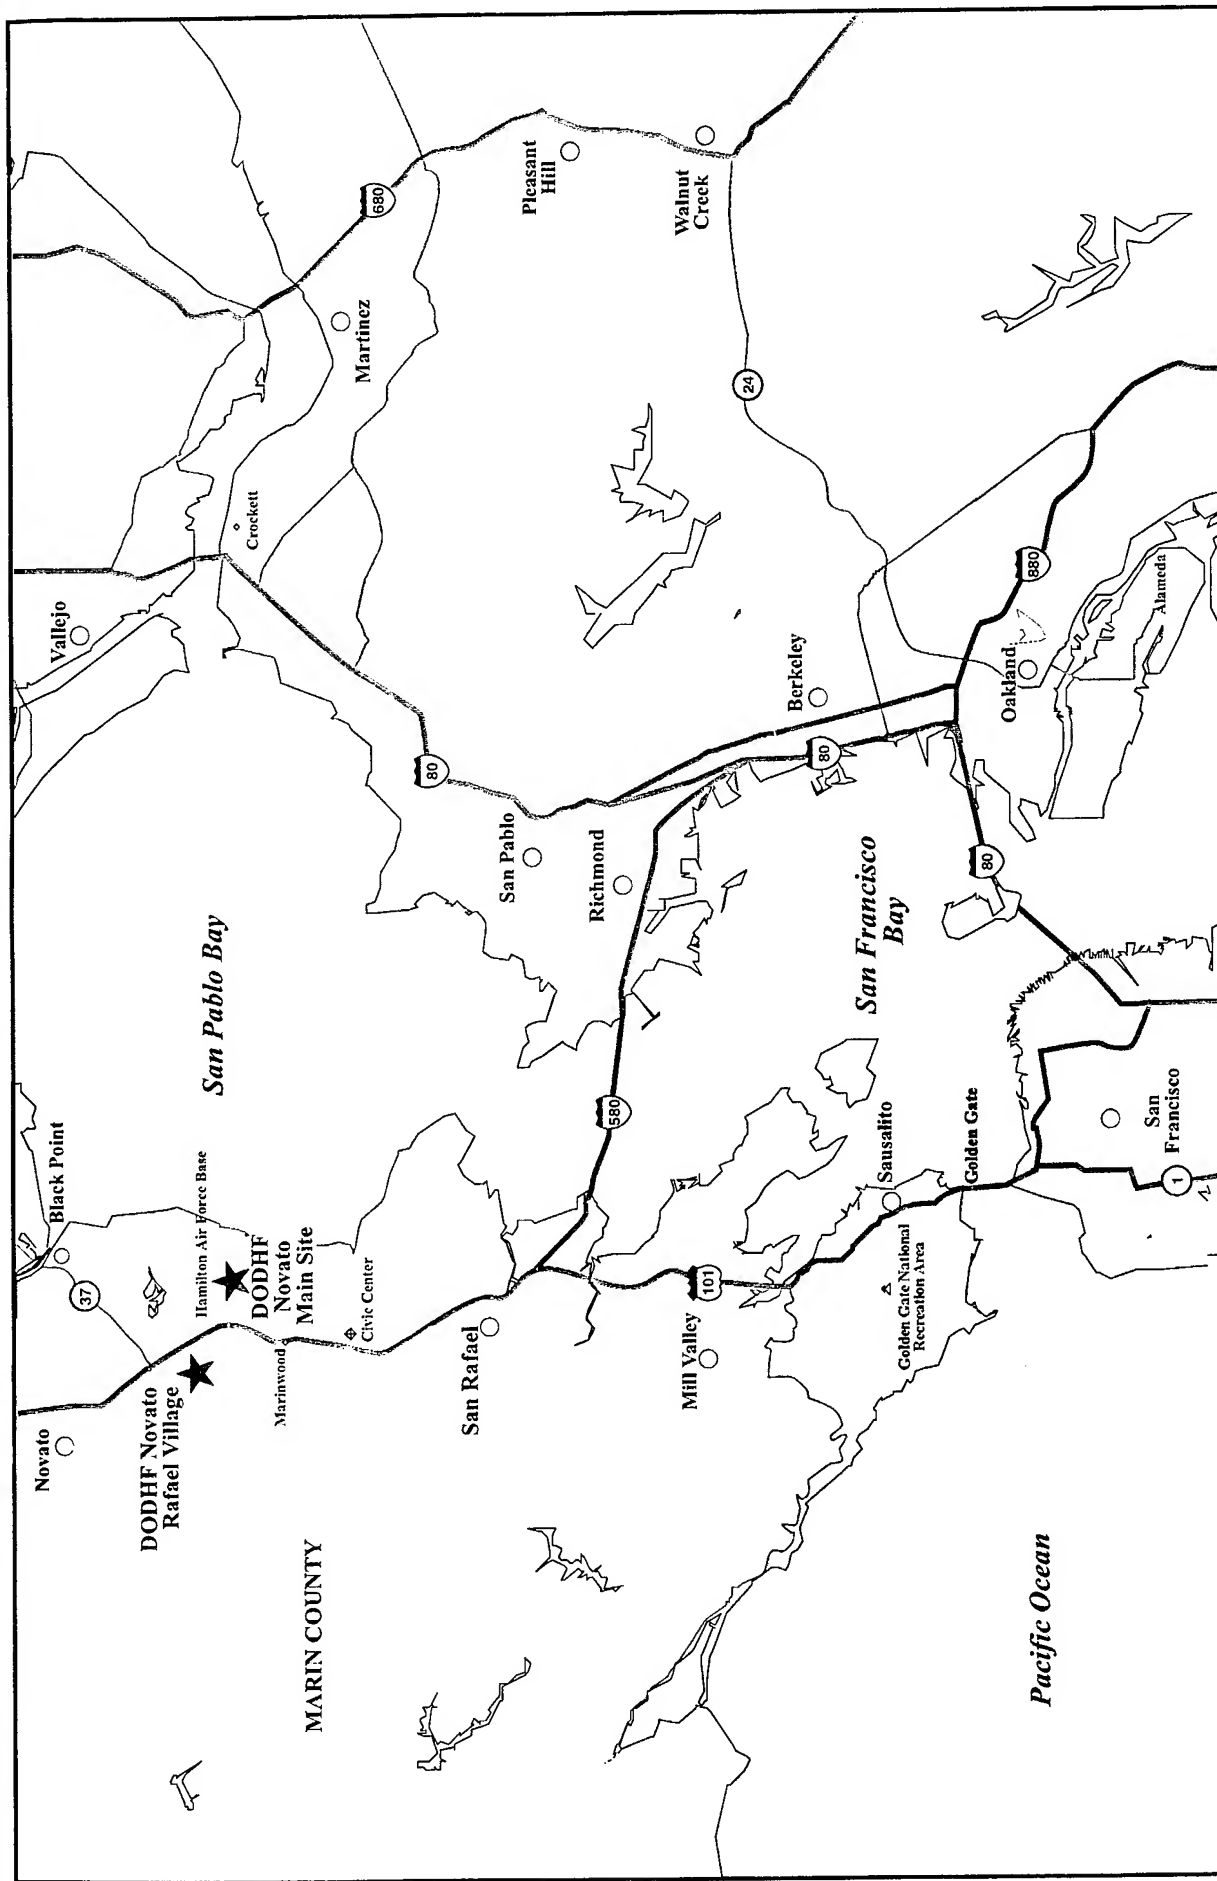 Novato
Black Point
37
DODHF Novato
Rafael Village
Hamilton Air Force Base
DODHF
Novato
Main Site
Marinwood
Civic Center
MARIN COUNTY
San Pablo Bay
Vallejo
Crockett
Martinez
680
80
San Rafael
San Pablo
Richmond
580
Pleasant
Hill
Walnut
Creek
24
Mill Valley
101
Berkeley
80
Sausalito
Golden Gate National
Recreation Area
Golden Gate
San Francisco
Bay
80
Oakland
880
Alameda
San
Francisco
1
Pacific Ocean